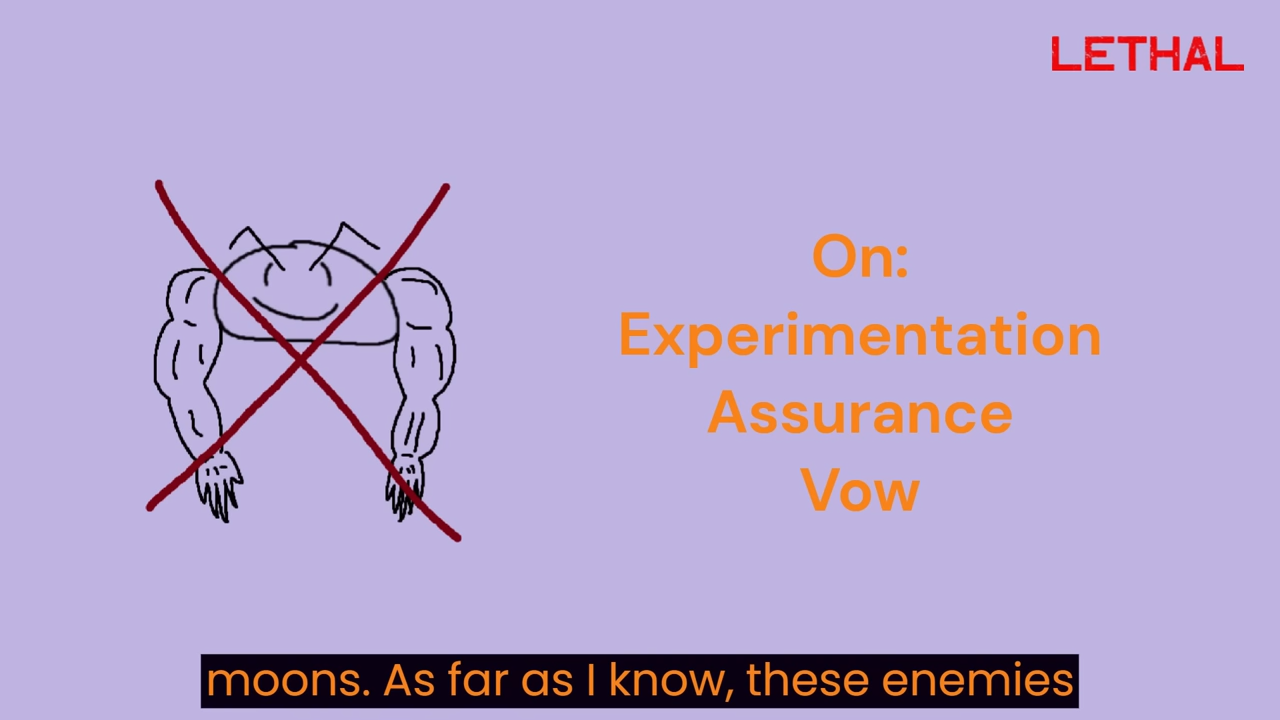 LETHAL
On:
Experimentation
Assurance
Vow
moons. As far as I know, these enemies